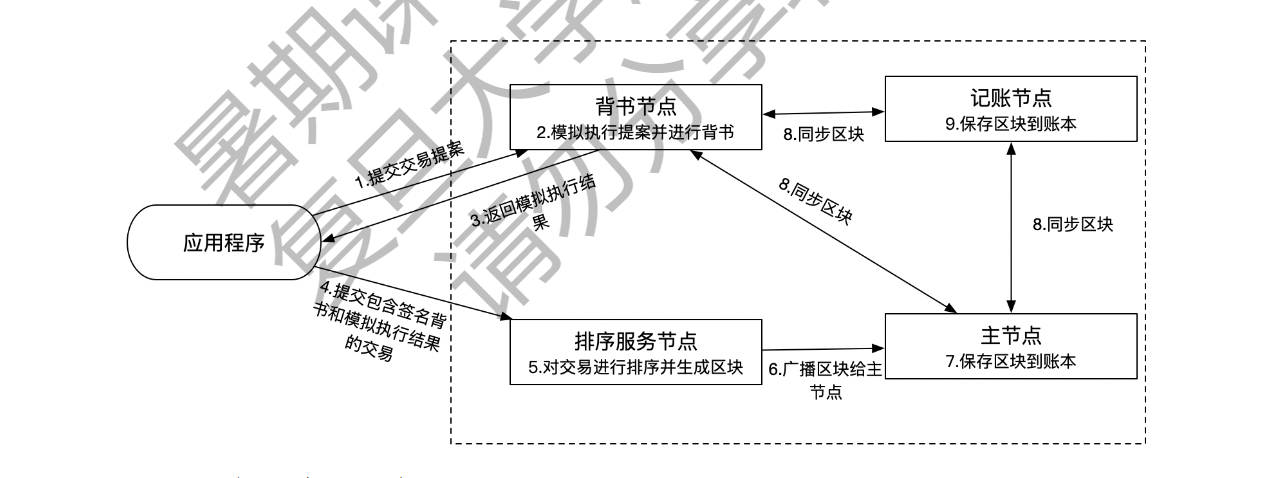 暑期课
复旦大学
请勿分享
背书节点
2.模拟执行提案并进行背书
记账节点
9.保存区块到账本
8.同步区块
1.提交交易提案
3.返回模拟执行结
果
8.同步区块
8.同步区块
应用程序
4.提交包含签名背
书和模拟执行结果
的交易
排序服务节点
5.对交易进行排序并生成区块
6.广播区块给主
节点
主节点
7.保存区块到账本